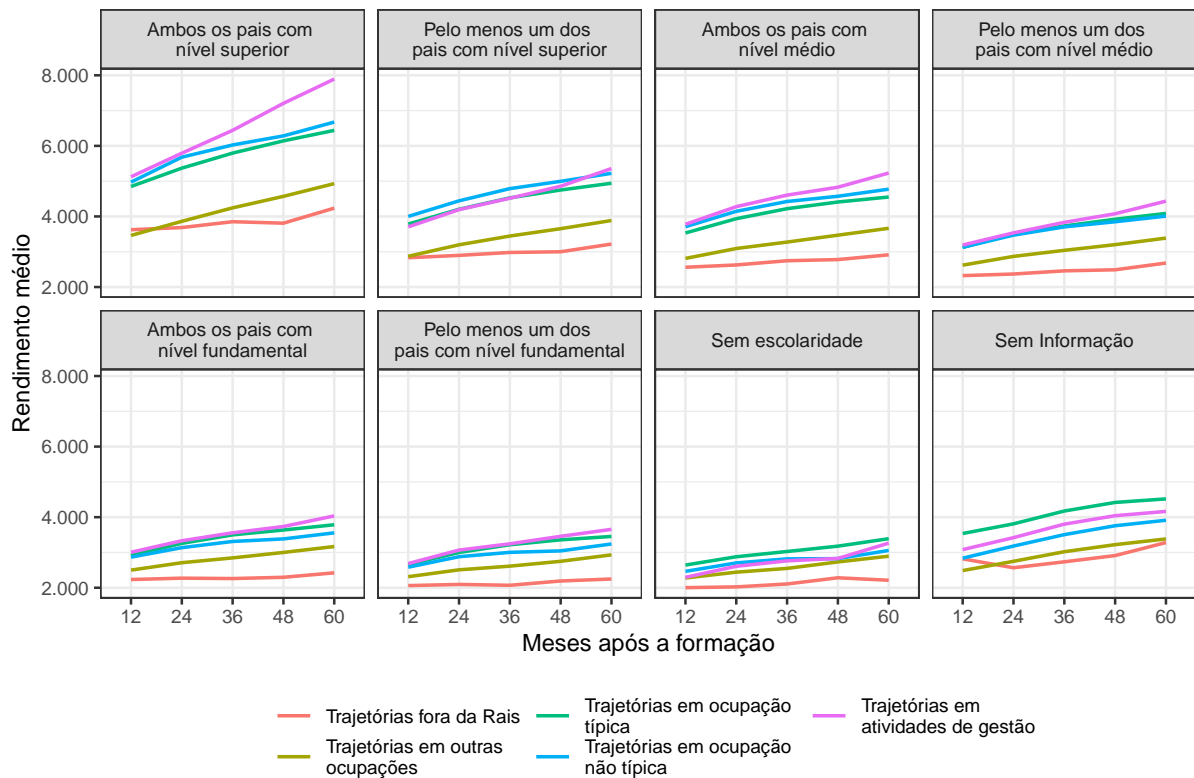 Ambos os pais com
nível superior
Pelo menos um dos
pais com nível superior
Ambos os pais com
nível médio
Pelo menos um dos
pais com nível médio
8.000
6.000
4.000
2.000
Ambos os pais com
nível fundamental
Pelo menos um dos
pais com nível fundamental
Sem escolaridade
Sem Informação
8.000
6.000
4.000
2.000
Rendimento médio
12 24 36 48 60
12 24 36 48 60
12 24 36 48 60
12 24 36 48 60
Meses após a formação
Trajetórias fora da Rais
Trajetórias em outras
ocupações
Trajetórias em ocupação
típica
Trajetórias em ocupação
não típica
Trajetórias em
atividades de gestão